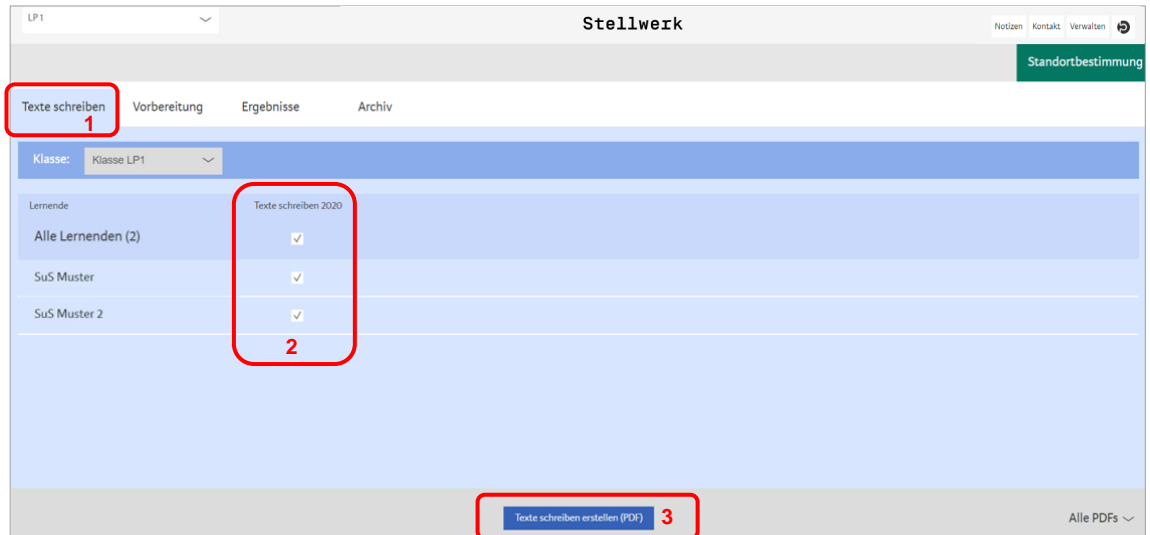 LP1
Stellwerk
Notizen Kontakt Verwalten
Standortbestimmung
Texte schreiben Vorbereitung Ergebnisse Archiv
1
Klasse: Klasse LP1
Lernende Texte schreiben 2020
Alle Lernenden (2)
SuS Muster
SuS Muster 2
2
Texte schreiben erstellen (PDF) 3
Alle PDFs